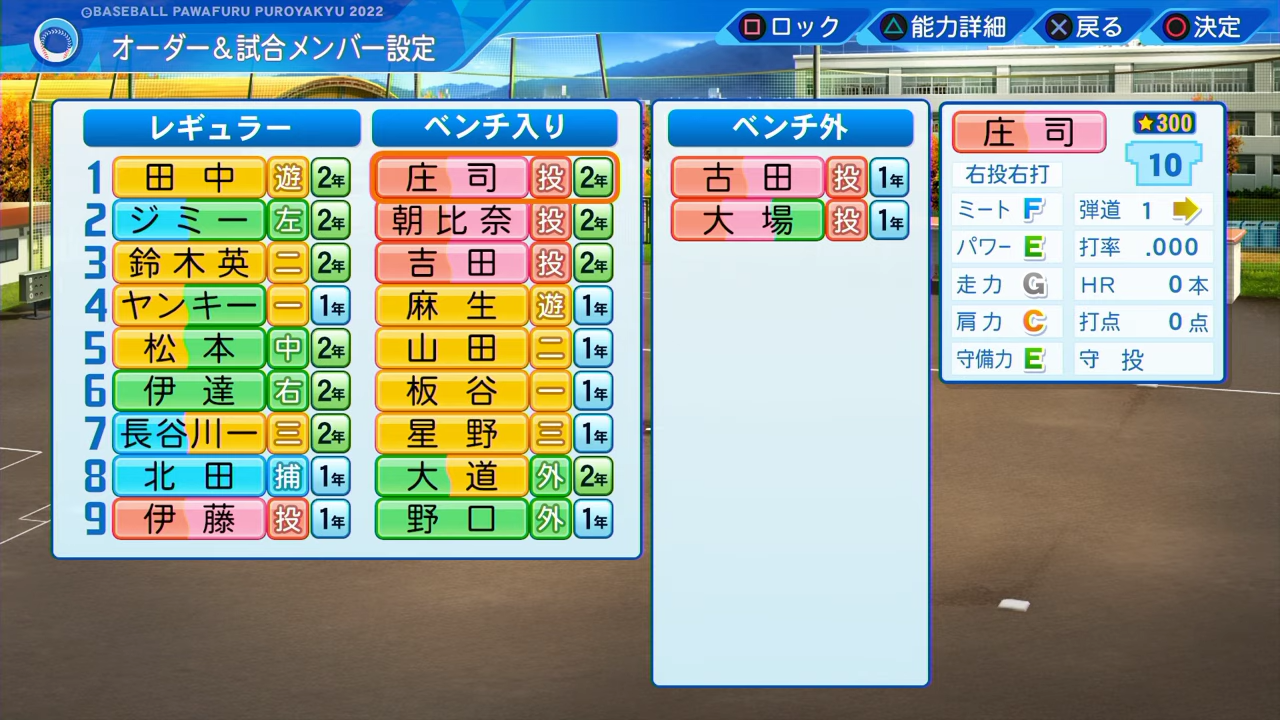 ©BASEBALL PAWAFURU PUROYAKYU 2022
オーダー＆試合メンバー設定
ロック 能力詳細 戻る 決定
レギュラー
1 田中 遊 2年
2 ジミー 左 2年
3 鈴木英 二 2年
4 ヤンキー 一 1年
5 松本 中 2年
6 伊達 右 2年
7 長谷川一 三 2年
8 北田 捕 1年
9 伊藤 投 1年
ベンチ入り
庄司 投 2年
朝比奈 投 2年
吉田 投 2年
麻生 遊 1年
山田 二 1年
板谷 一 1年
星野 三 1年
大道 外 2年
野口 外 1年
ベンチ外
古田 投 1年
大場 投 1年
庄司 ★300
右投右打 10
ミート F 弾道 1
パワー E 打率 .000
走力 G HR 0本
肩力 C 打点 0点
守備力 E 守 投